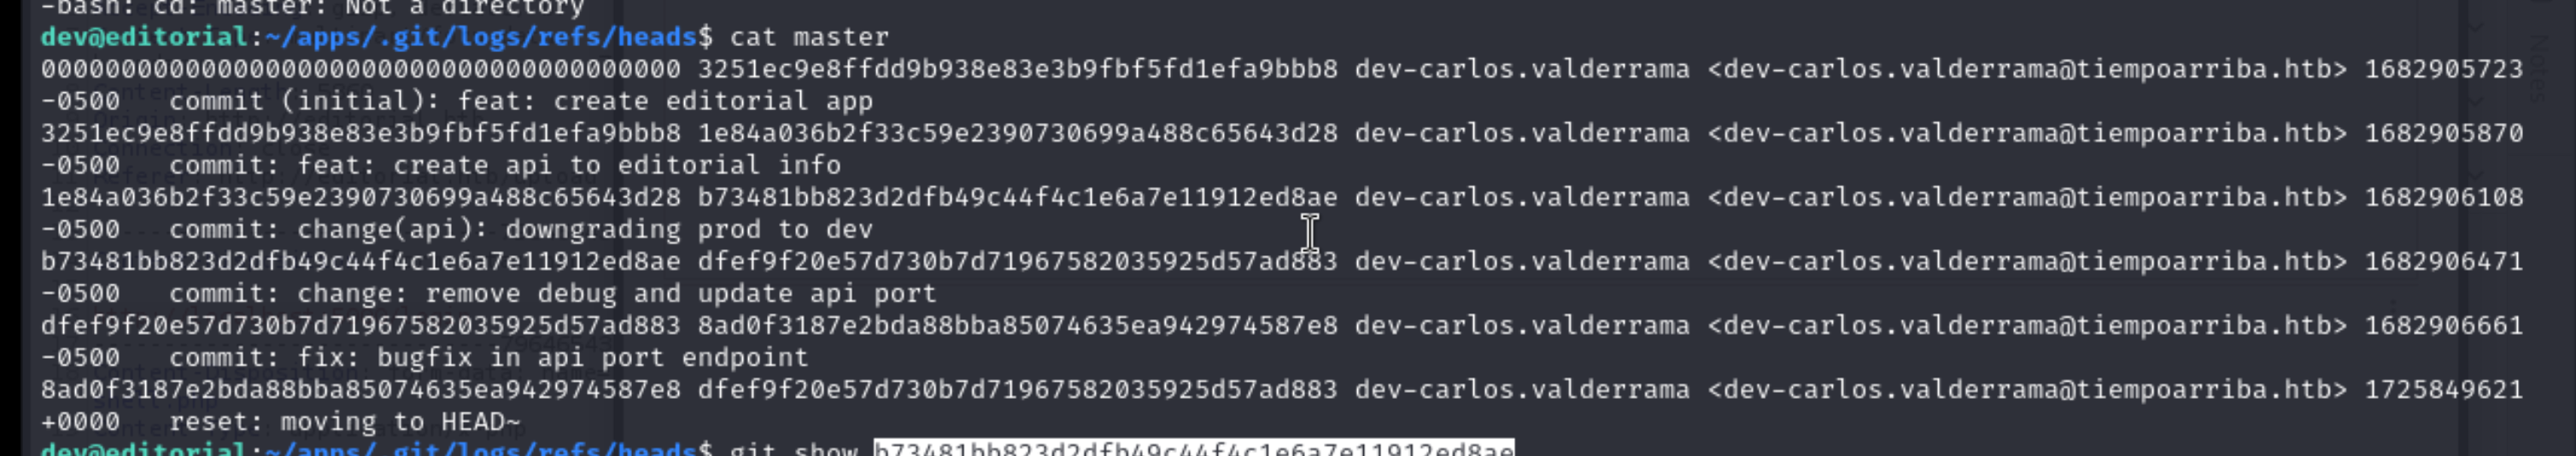 -bash: cd: master: Not a directory
dev@editorial:~/apps/.git/logs/refs/heads$ cat master
0000000000000000000000000000000000000000 3251ec9e8ffdd9b938e83e3b9fbf5fd1efa9bbb8 dev-carlos.valderrama <dev-carlos.valderrama@tiempoarriba.htb> 1682905723
-0500   commit (initial): feat: create editorial app
3251ec9e8ffdd9b938e83e3b9fbf5fd1efa9bbb8 1e84a036b2f33c59e2390730699a488c65643d28 dev-carlos.valderrama <dev-carlos.valderrama@tiempoarriba.htb> 1682905870
-0500   commit: feat: create api to editorial info
1e84a036b2f33c59e2390730699a488c65643d28 b73481bb823d2dfb49c44f4c1e6a7e11912ed8ae dev-carlos.valderrama <dev-carlos.valderrama@tiempoarriba.htb> 1682906108
-0500   commit: change(api): downgrading prod to dev
b73481bb823d2dfb49c44f4c1e6a7e11912ed8ae dfef9f20e57d730b7d71967582035925d57ad883 dev-carlos.valderrama <dev-carlos.valderrama@tiempoarriba.htb> 1682906471
-0500   commit: change: remove debug and update api port
dfef9f20e57d730b7d71967582035925d57ad883 8ad0f3187e2bda88bba85074635ea942974587e8 dev-carlos.valderrama <dev-carlos.valderrama@tiempoarriba.htb> 1682906661
-0500   commit: fix: bugfix in api port endpoint
8ad0f3187e2bda88bba85074635ea942974587e8 dfef9f20e57d730b7d71967582035925d57ad883 dev-carlos.valderrama <dev-carlos.valderrama@tiempoarriba.htb> 1725849621
+0000   reset: moving to HEAD~
dev@editorial:~/apps/.git/logs/refs/heads$ git show b73481bb823d2dfb49c44f4c1e6a7e11912ed8ae
Notes